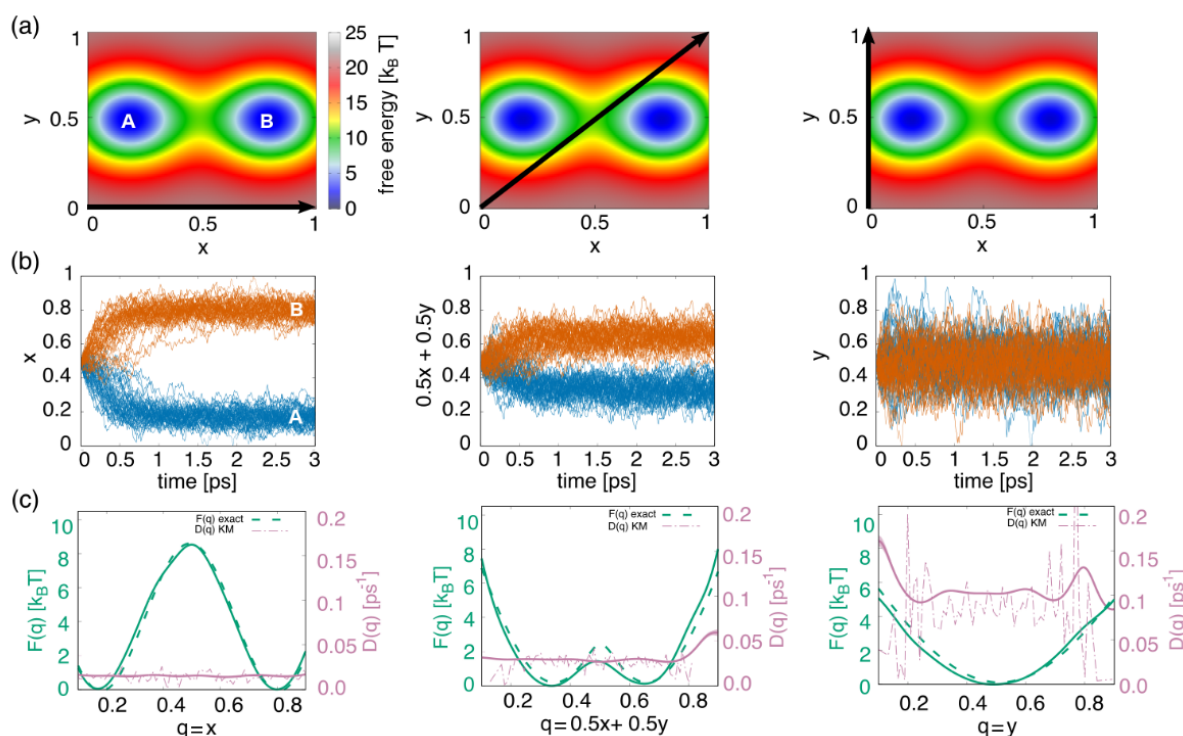 (a)
1
y
0.5
0
A
B
0
0.5
1
x
25
20
15
10
5
0
free energy [k_B T]
1
y
0.5
0
0
0.5
1
x
1
y
0.5
0
0
0.5
1
x
(b)
1
0.8
0.6
0.4
0.2
0
x
B
A
0 0.5 1 1.5 2 2.5 3
time [ps]
1
0.8
0.6
0.4
0.2
0
0.5x + 0.5y
0 0.5 1 1.5 2 2.5 3
time [ps]
1
0.8
0.6
0.4
0.2
0
y
0 0.5 1 1.5 2 2.5 3
time [ps]
(c)
F(q) exact
D(q) KM
10
8
6
4
2
0
F(q) [k_BT]
0.2
0.15
0.1
0.05
0.0
D(q) [ps⁻¹]
0.2 0.4 0.6 0.8
q=x
F(q) exact
D(q) KM
10
8
6
4
2
0
F(q) [k_BT]
0.2
0.15
0.1
0.05
0.0
D(q) [ps⁻¹]
0.2 0.4 0.6 0.8
q=0.5x+ 0.5y
F(q) exact
D(q) KM
10
8
6
4
2
0
F(q) [k_BT]
0.2
0.15
0.1
0.05
0.0
D(q) [ps⁻¹]
0.2 0.4 0.6 0.8
q=y